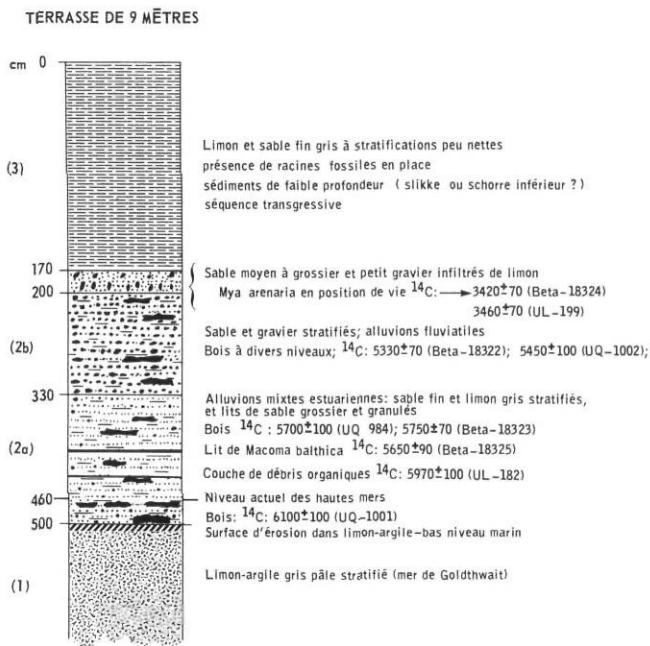 TERRASSE DE 9 MÈTRES
cm 0
Limon et sable fin gris à stratifications peu nettes
présence de racines fossiles en place
(3)
sédiments de faible profondeur ( slikke ou schorre inférieur ? )
séquence transgressive
170
Sable moyen à grossier et petit gravier infiltrés de limon
200
Mya arenaria en position de vie ¹⁴C: → 3420±70 (Beta-18324)
3460±70 (UL-199)
Sable et gravier stratifiés; alluvions fluviatiles
(2b)
Bois à divers niveaux; ¹⁴C: 5330±70 (Beta-18322); 5450±100 (UQ-1002);
330
Alluvions mixtes estuariennes: sable fin et limon gris stratifiés,
et lits de sable grossier et granulés
Bois ¹⁴C : 5700±100 (UQ 984); 5750±70 (Beta-18323)
(2a)
Lit de Macoma balthica ¹⁴C: 5650±90 (Beta-18325)
Couche de débris organiques ¹⁴C: 5970±100 (UL-182)
460
Niveau actuel des hautes mers
Bois: ¹⁴C: 6100±100 (UQ-1001)
500
Surface d'érosion dans limon-argile-bas niveau marin
(1)
Limon-argile gris pâle stratifié (mer de Goldthwait)